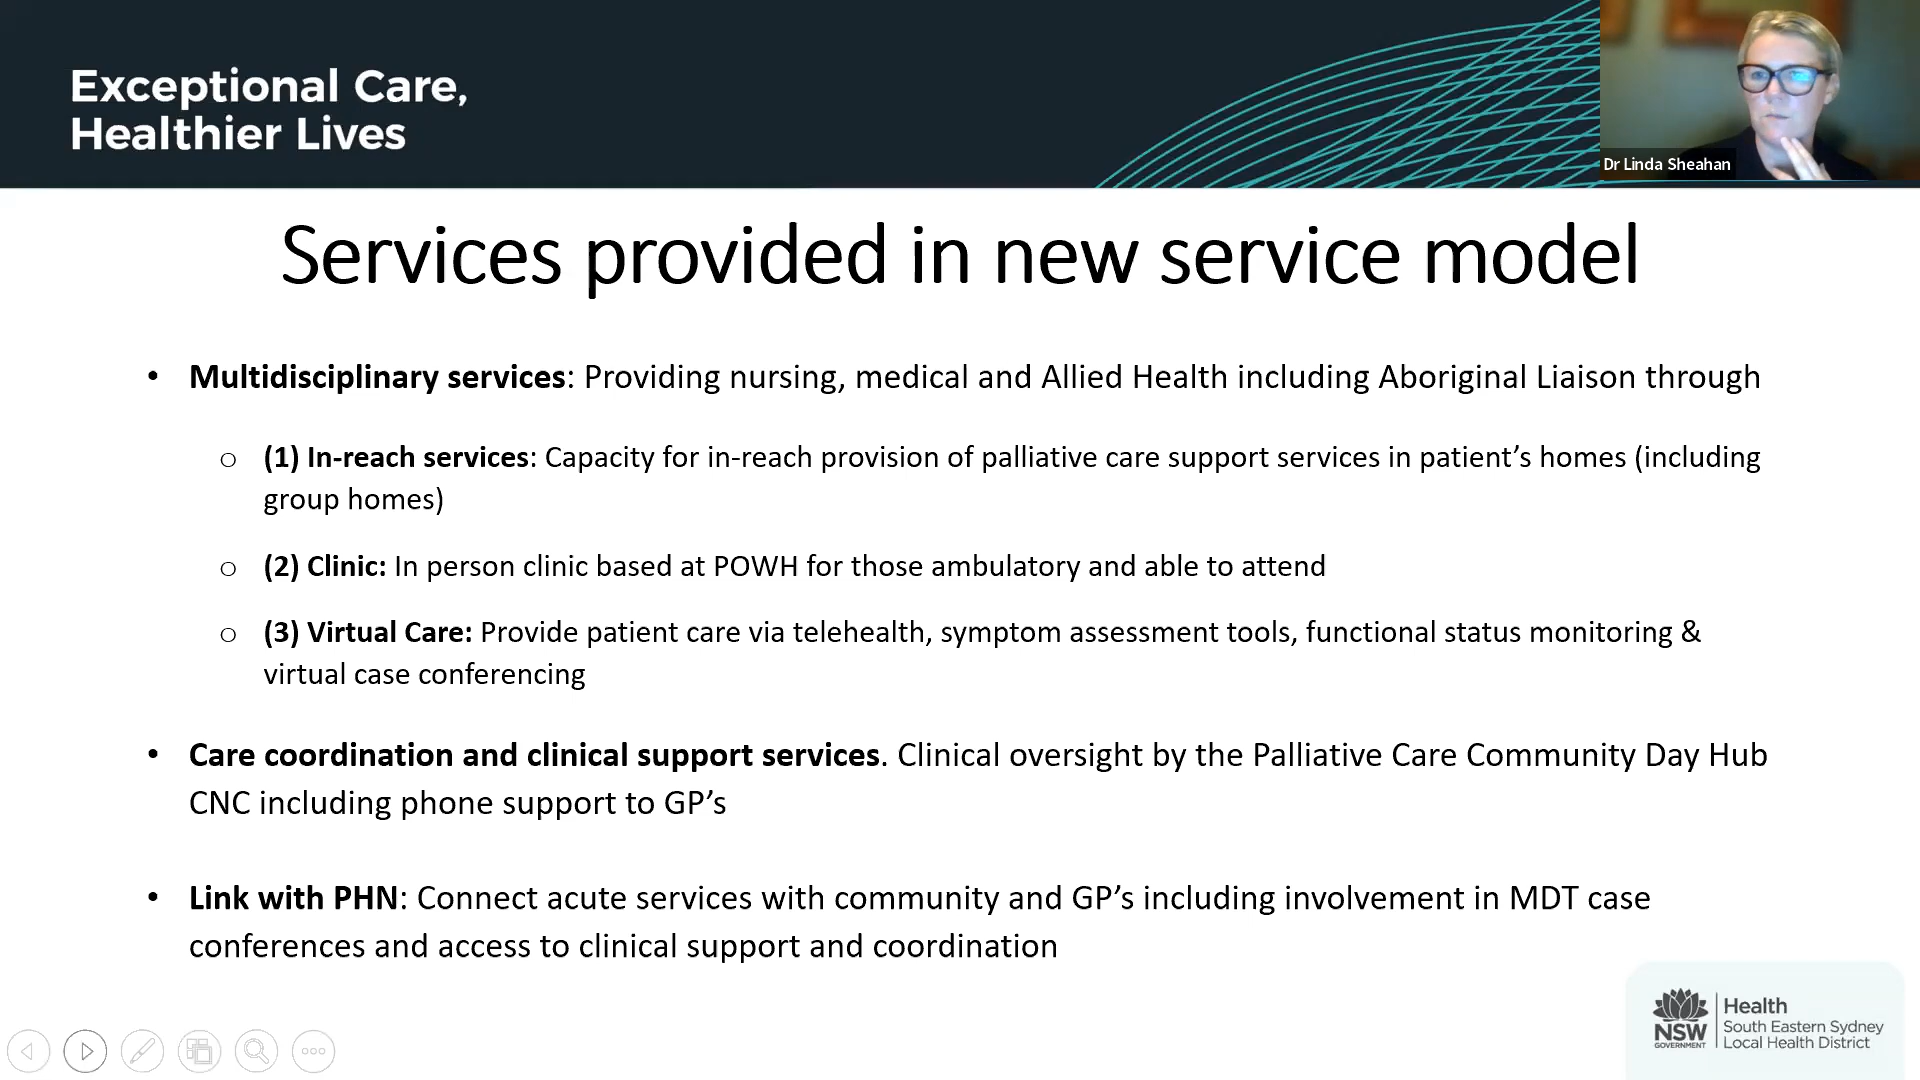 Exceptional Care,
Healthier Lives
Dr Linda Sheahan
Services provided in new service model
• Multidisciplinary services: Providing nursing, medical and Allied Health including Aboriginal Liaison through
o (1) In-reach services: Capacity for in-reach provision of palliative care support services in patient’s homes (including
group homes)
o (2) Clinic: In person clinic based at POWH for those ambulatory and able to attend
o (3) Virtual Care: Provide patient care via telehealth, symptom assessment tools, functional status monitoring &
virtual case conferencing
• Care coordination and clinical support services. Clinical oversight by the Palliative Care Community Day Hub
CNC including phone support to GP’s
• Link with PHN: Connect acute services with community and GP’s including involvement in MDT case
conferences and access to clinical support and coordination
NSW
GOVERNMENT
Health
South Eastern Sydney
Local Health District